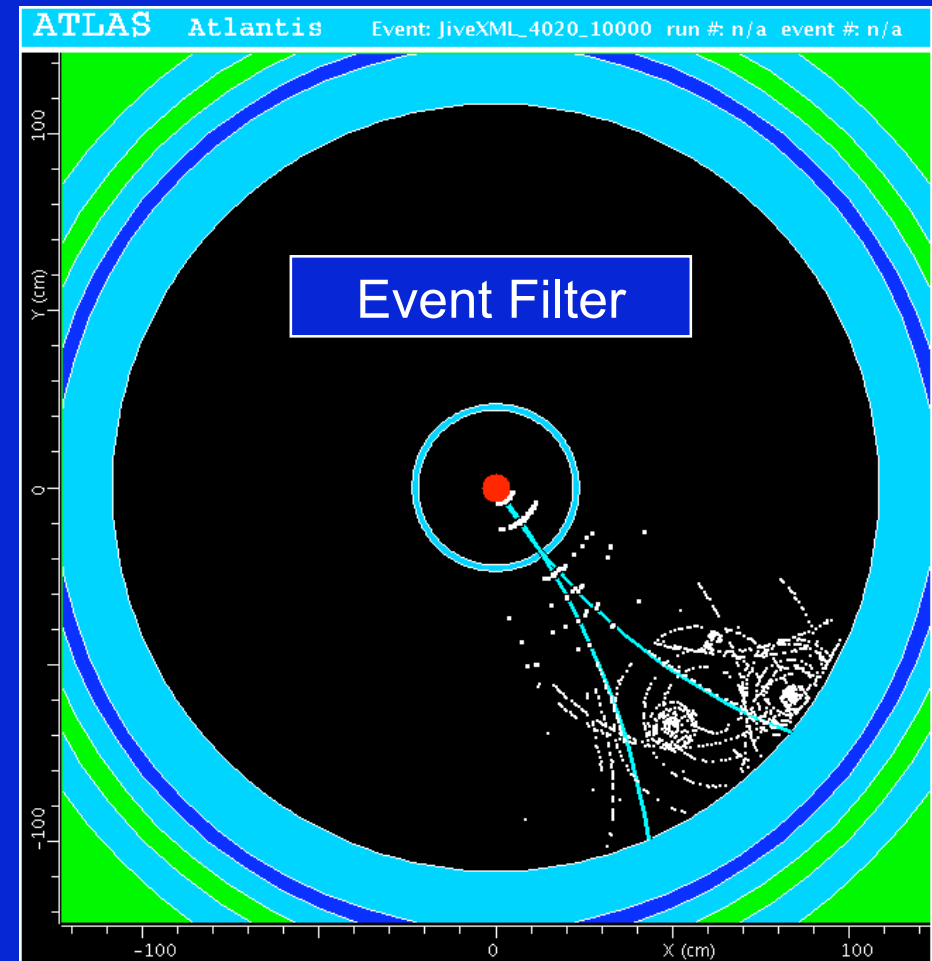 ATLAS Atlantis Event: JiveXML_4020_10000 run #: n/a event #: n/a
100
Y (cm)
Event Filter
0
-100
-100 0 X (cm) 100